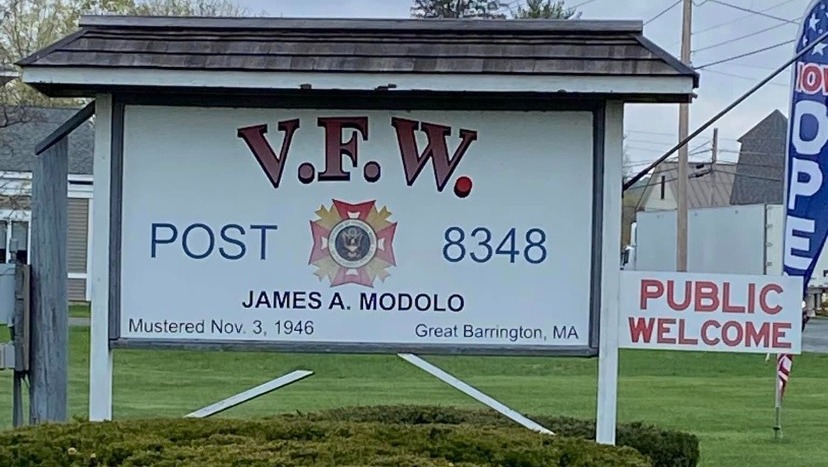 V.F.W.
POST 8348
JAMES A. MODOLO
Mustered Nov. 3, 1946 Great Barrington, MA
PUBLIC
WELCOME
OPE